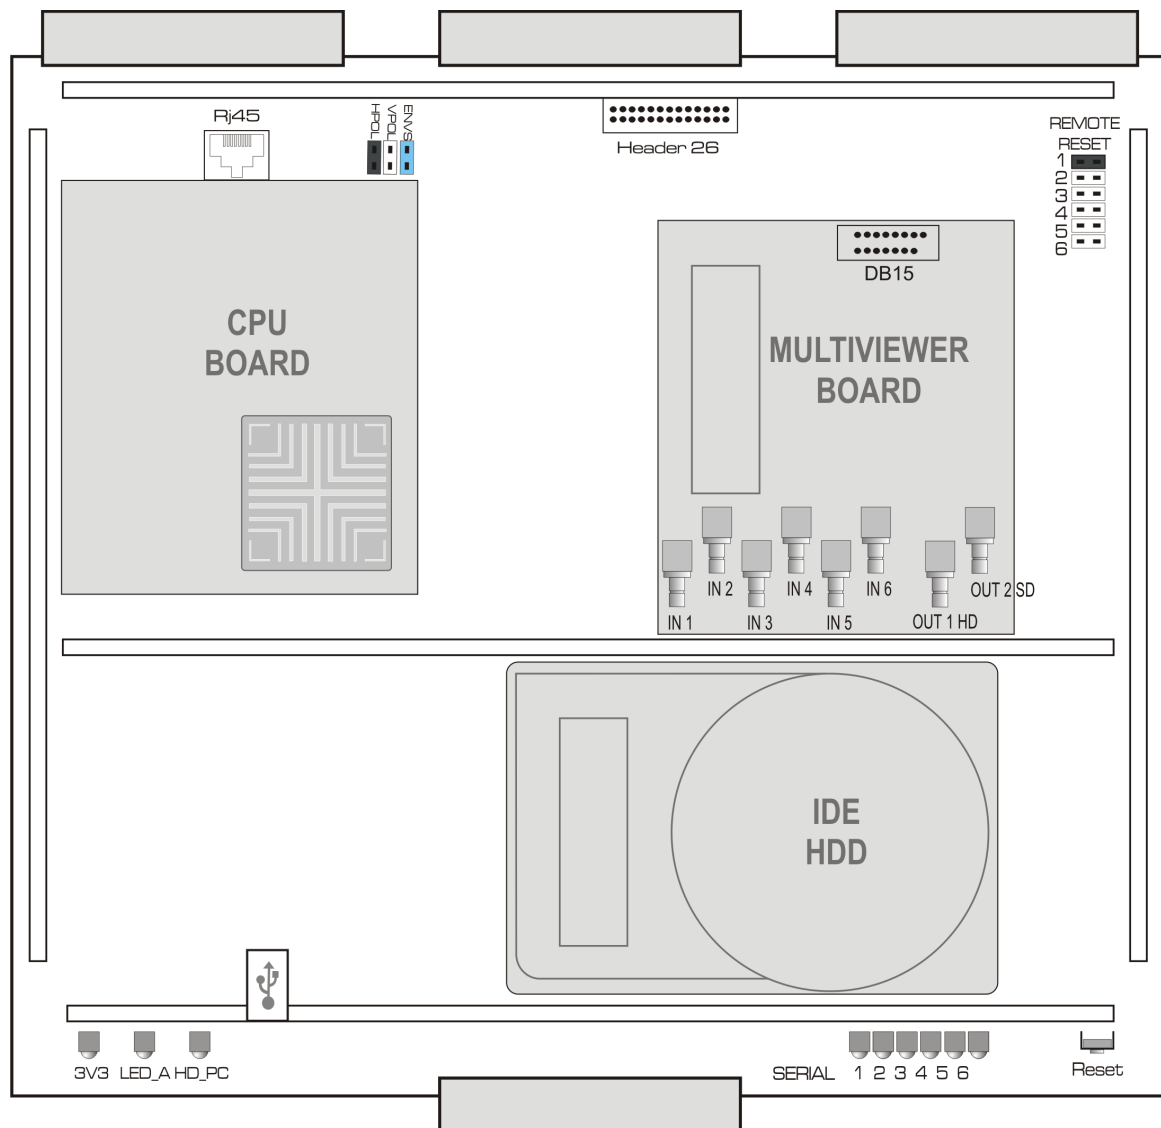 Rj45
HPOL
VPOL
ENVS
Header 26
REMOTE
RESET
1
2
3
4
5
6
DB15
CPU
BOARD
MULTIVIEWER
BOARD
IN 2
IN 4
IN 6
OUT 2 SD
IN 1
IN 3
IN 5
OUT 1 HD
IDE
HDD
3V3 LED_A HD_PC
SERIAL 1 2 3 4 5 6
Reset